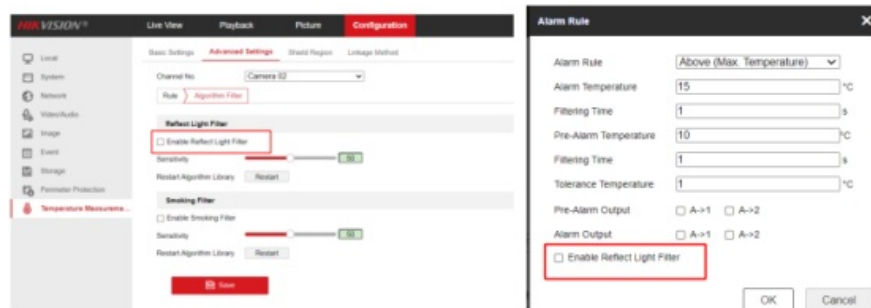 HIKVISION®
Live View Playback Picture Configuration
Local
System
Network
Video/Audio
Image
Event
Storage
Perimeter Protection
Temperature Measureme...
Basic Settings Advanced Settings Shield Region Linkage Method
Channel No. Camera 02
Rule Algorithm Filter
Reflect Light Filter
Enable Reflect Light Filter
Sensitivity 50
Restart Algorithm Library Restart
Smoking Filter
Enable Smoking Filter
Sensitivity 50
Restart Algorithm Library Restart
Save
Alarm Rule
Alarm Rule Above (Max. Temperature)
Alarm Temperature 15 °C
Filtering Time 1 s
Pre-Alarm Temperature 10 °C
Filtering Time 1 s
Tolerance Temperature 1 °C
Pre-Alarm Output A->1 A->2
Alarm Output A->1 A->2
Enable Reflect Light Filter
OK Cancel